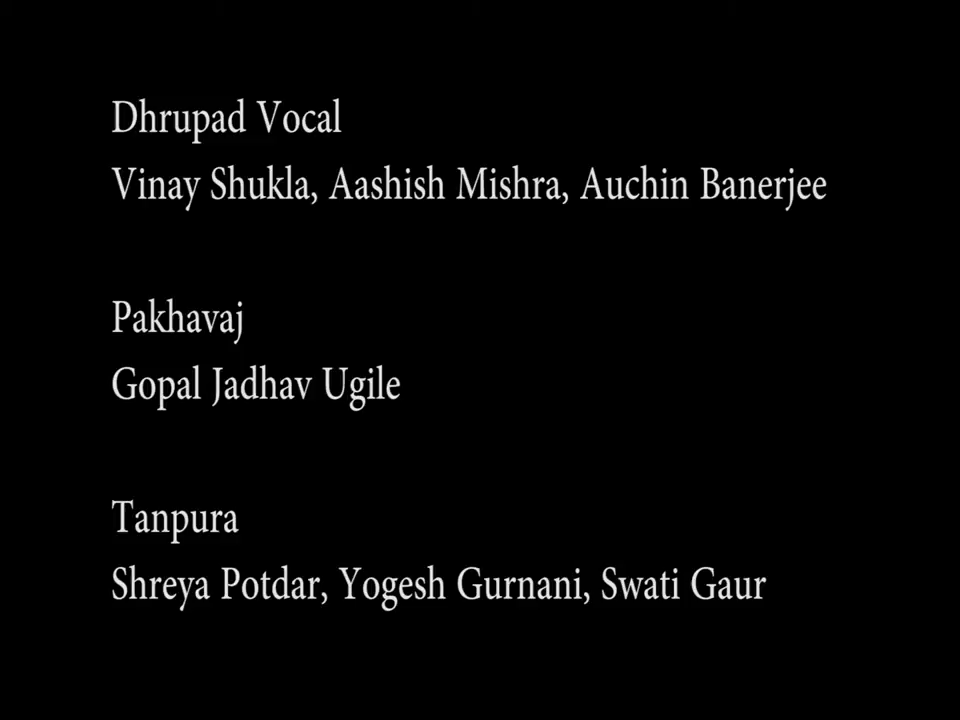 Dhrupad Vocal
Vinay Shukla, Aashish Mishra, Auchin Banerjee
Pakhavaj
Gopal Jadhav Ugile
Tanpura
Shreya Potdar, Yogesh Gurnani, Swati Gaur